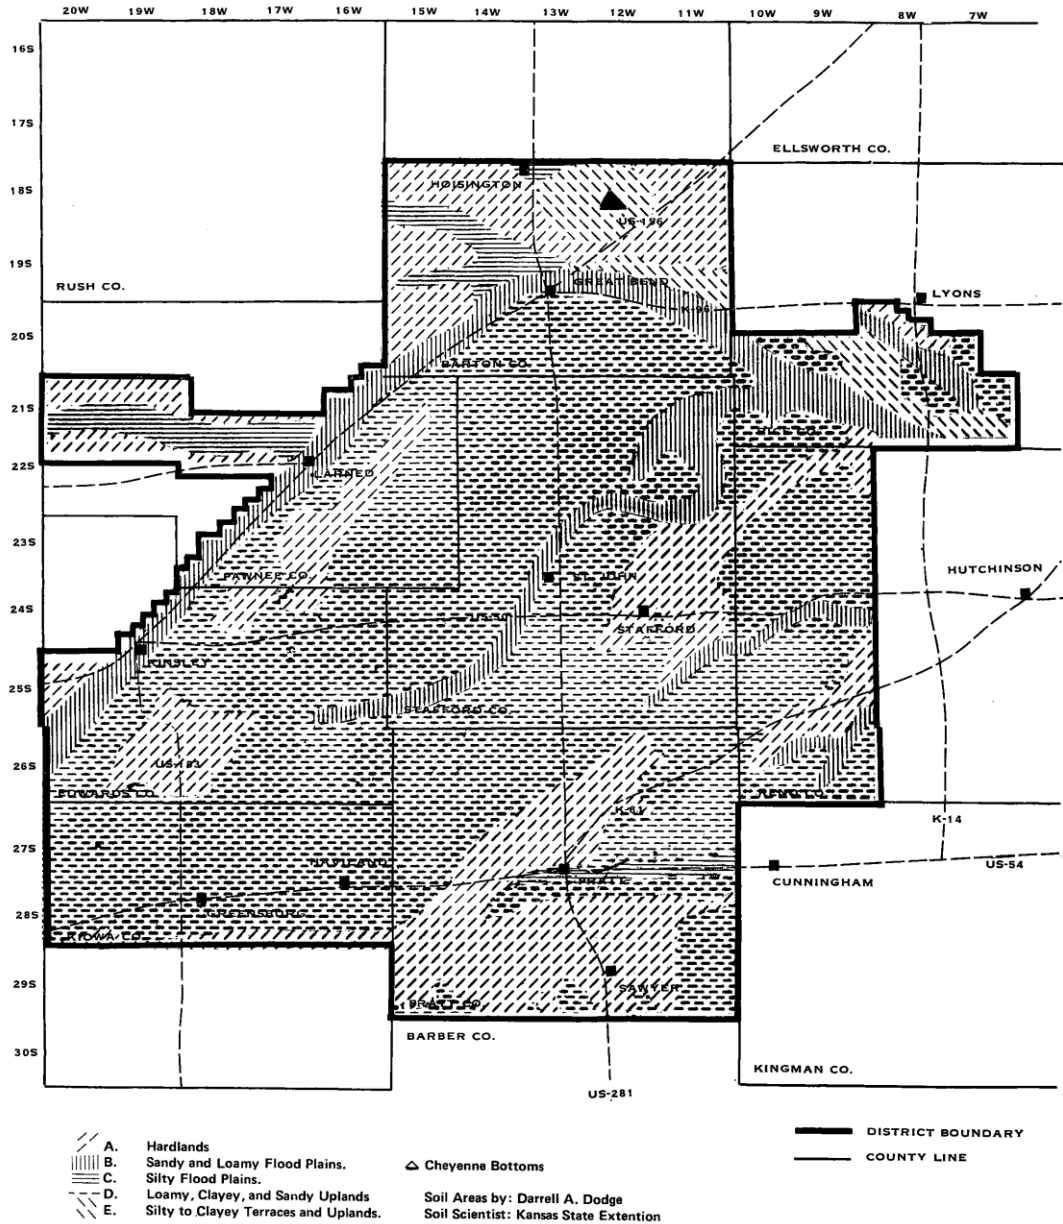 20W 19W 18W 17W 16W 15W 14W 13W 12W 11W 10W 9W 8W 7W
16S
17S
ELLSWORTH CO.
18S
HOISINGTON
US-156
19S
RUSH CO.
GREAT BEND
LYONS
K-96
20S
BARTON CO.
21S
RICE CO.
22S
LARNED
23S
PAWNEE CO.
ST. JOHN
HUTCHINSON
24S
US-50
STAFFORD
KINSLEY
25S
STAFFORD CO.
26S
US-183
EDWARDS CO.
RENO CO.
K-61
K-14
27S
HAVILAND
PRATT
US-54
CUNNINGHAM
28S
GREENSBURG
KIOWA CO.
29S
SAWYER
PRATT CO.
BARBER CO.
30S
KINGMAN CO.
US-281
A. Hardlands
B. Sandy and Loamy Flood Plains.
C. Silty Flood Plains.
D. Loamy, Clayey, and Sandy Uplands
E. Silty to Clayey Terraces and Uplands.
Cheyenne Bottoms
Soil Areas by: Darrell A. Dodge
Soil Scientist: Kansas State Extention
DISTRICT BOUNDARY
COUNTY LINE